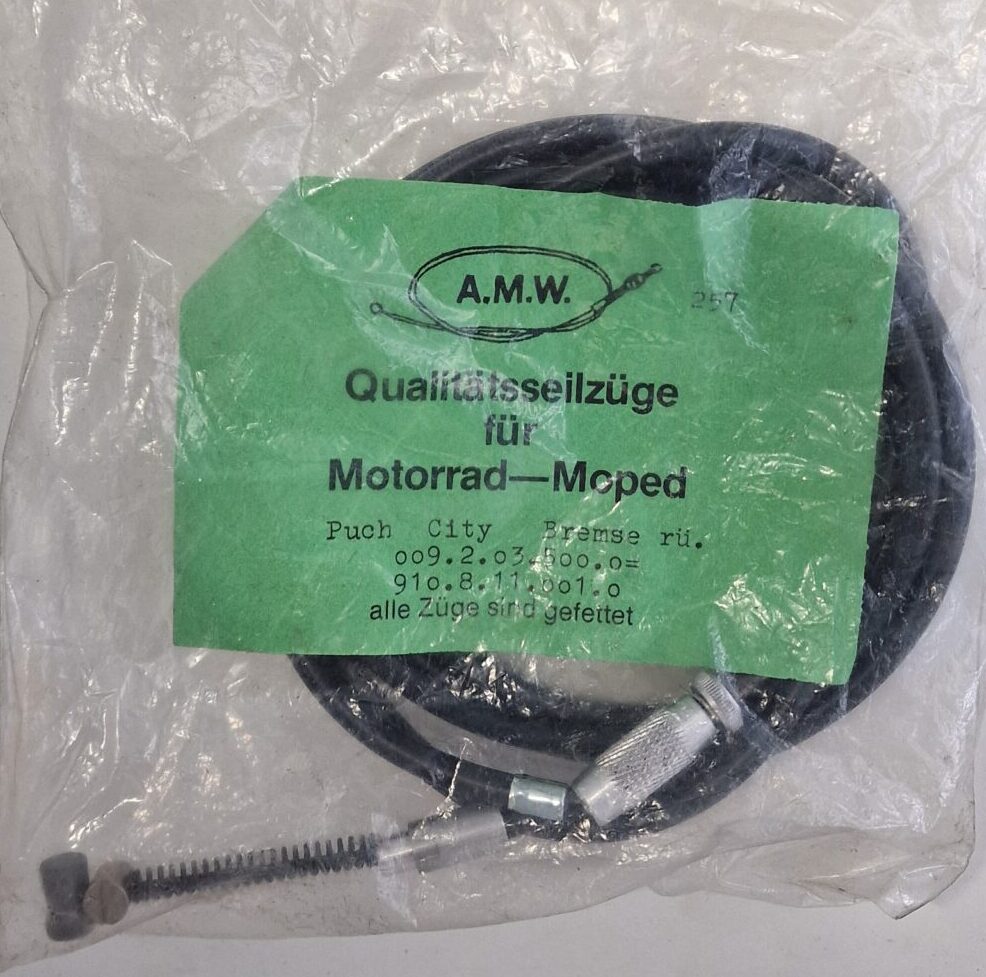 A.M.W.
257
Qualitätsseilzüge
für
Motorrad—Moped
Puch City Bremse rü.
oo9.2.o3.5oo.o=
91o.8.11.oo1.o
alle Züge sind gefettet